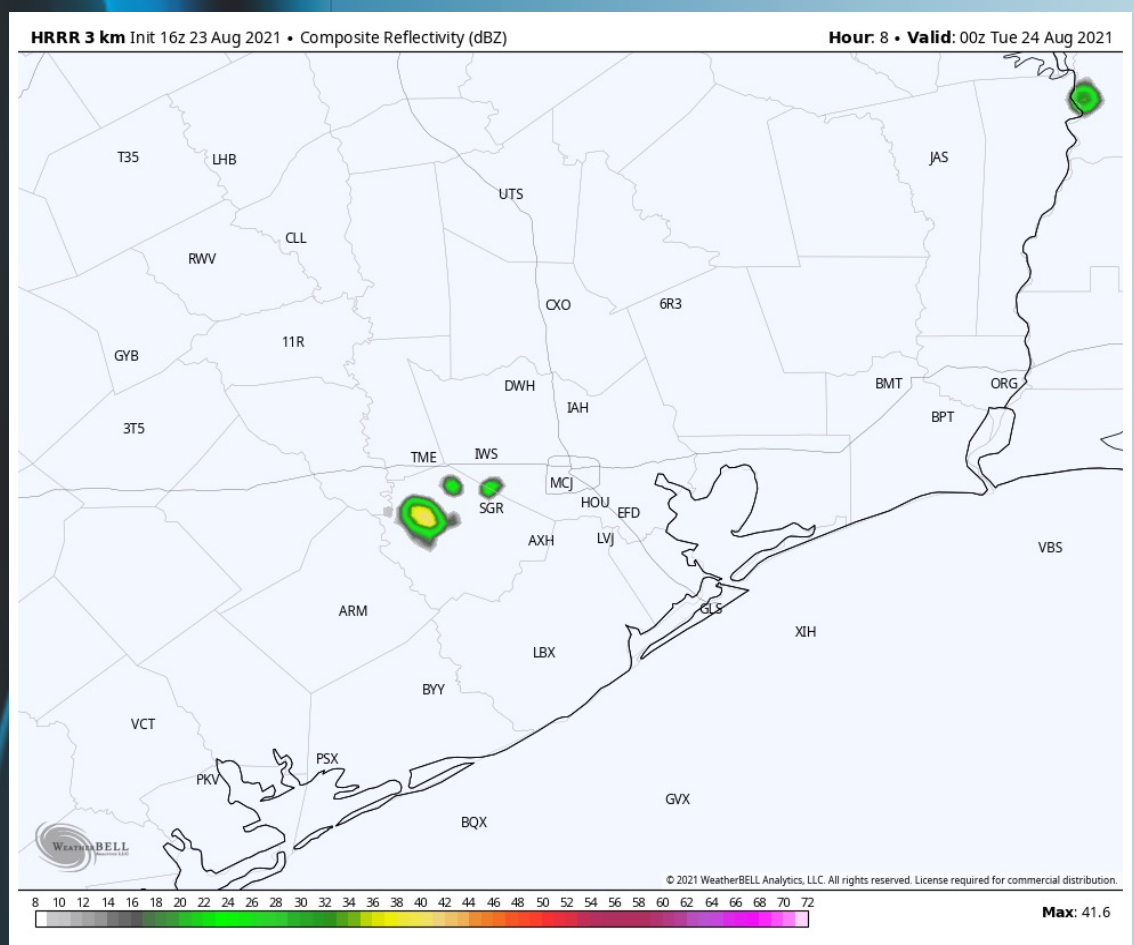 HRRR 3 km Init 16z 23 Aug 2021 • Composite Reflectivity (dBZ)
Hour: 8 • Valid: 00z Tue 24 Aug 2021
T35
LHB
JAS
UTS
CLL
RWV
CXO
6R3
11R
GYB
DWH
BMT
ORG
IAH
BPT
3T5
TME
IWS
MCJ
HOU
SGR
EFD
AXH
LVJ
VBS
ARM
GLS
XIH
LBX
BYY
VCT
PSX
PKV
GVX
BQX
WEATHERBELL
Analytics LLC
© 2021 WeatherBELL Analytics, LLC. All rights reserved. License required for commercial distribution.
8 10 12 14 16 18 20 22 24 26 28 30 32 34 36 38 40 42 44 46 48 50 52 54 56 58 60 62 64 66 68 70 72
Max: 41.6